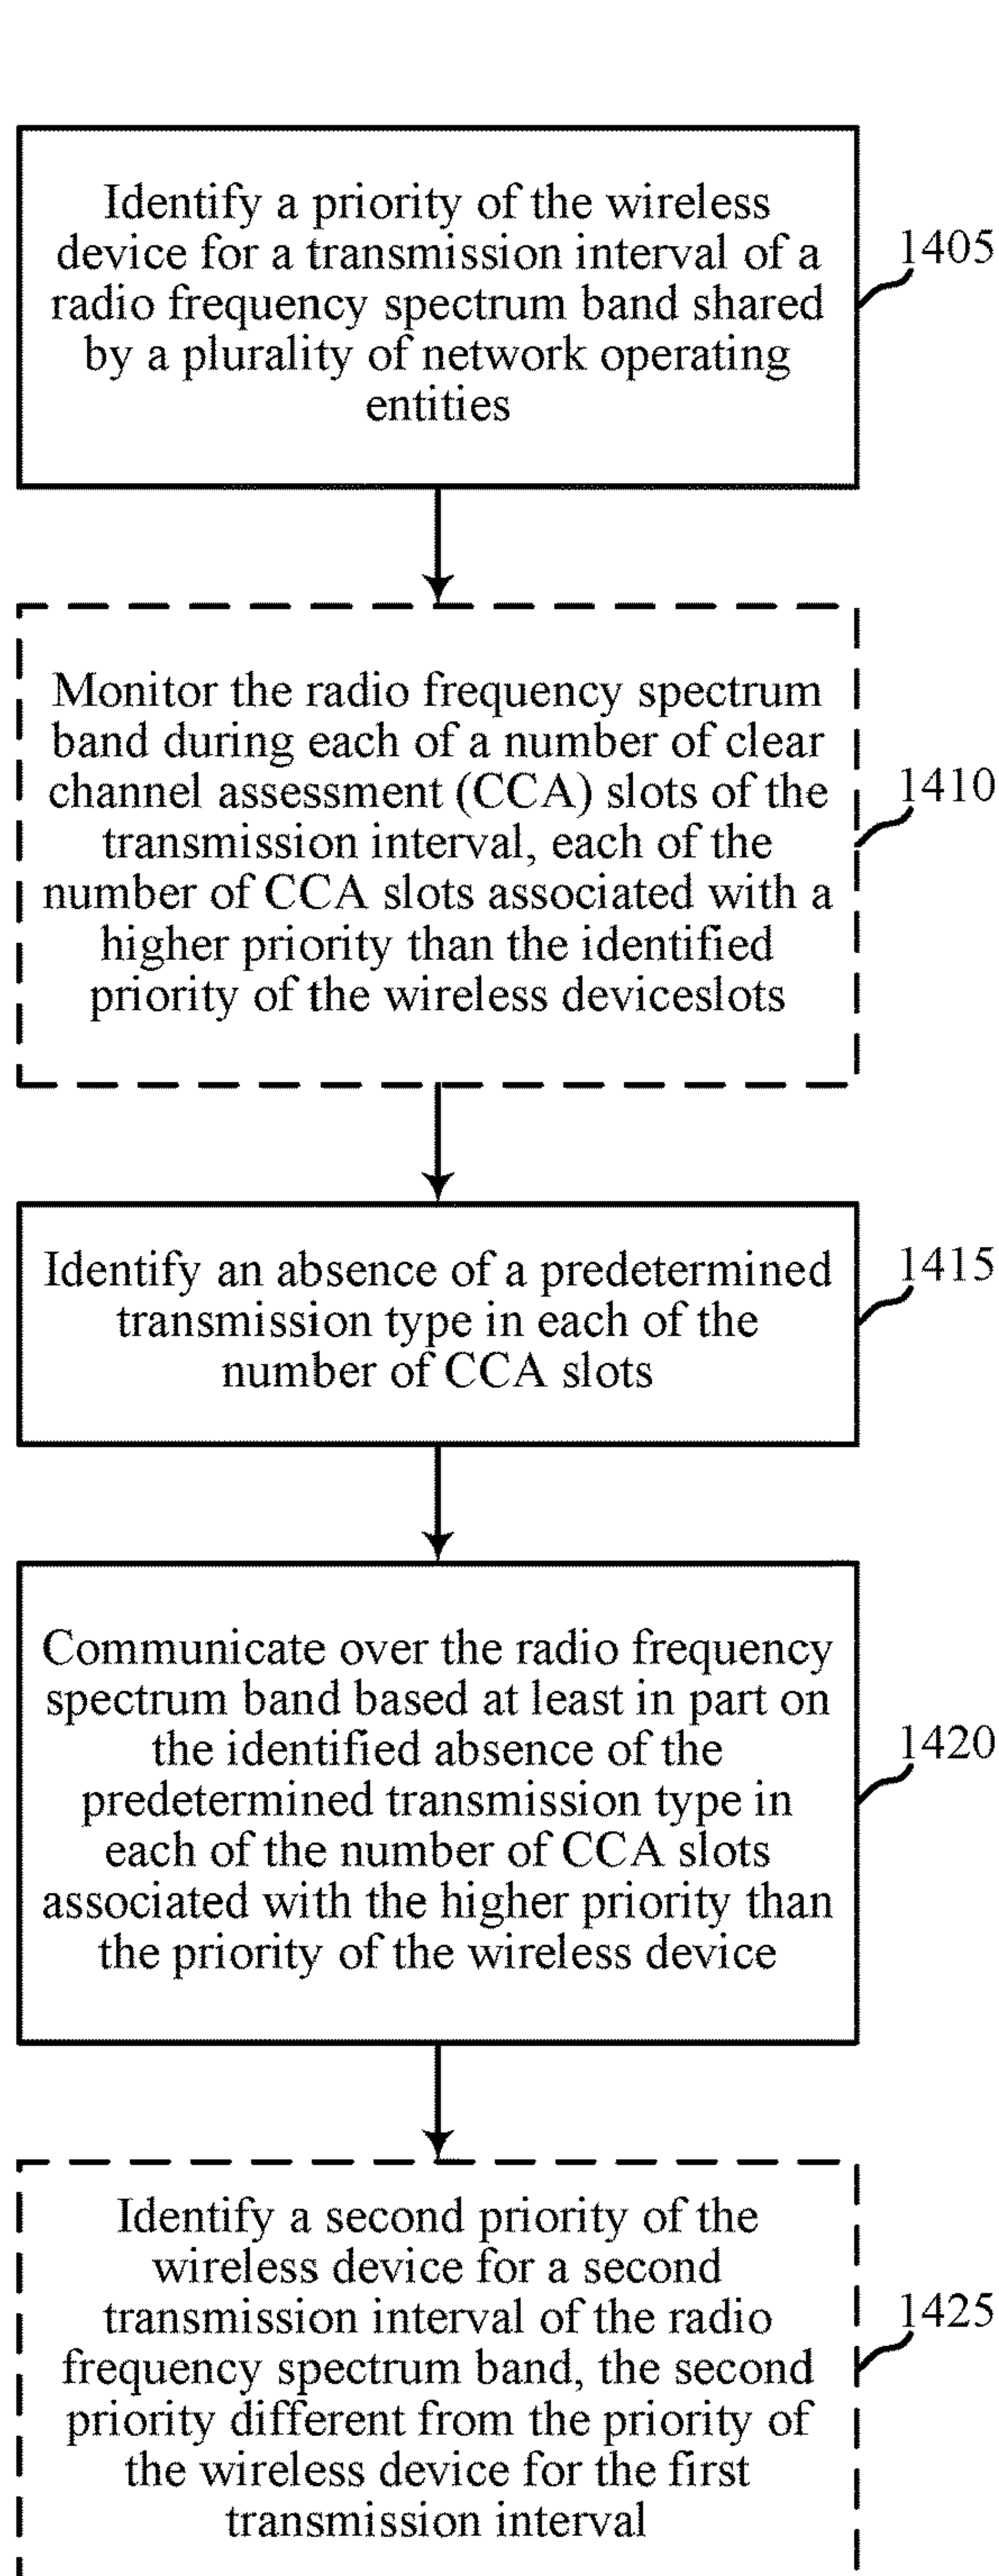 Identify a priority of the wireless
device for a transmission interval of a
radio frequency spectrum band shared
by a plurality of network operating
entities
1405
Monitor the radio frequency spectrum
band during each of a number of clear
channel assessment (CCA) slots of the
transmission interval, each of the
number of CCA slots associated with a
higher priority than the identified
priority of the wireless deviceslots
1410
Identify an absence of a predetermined
transmission type in each of the
number of CCA slots
1415
Communicate over the radio frequency
spectrum band based at least in part on
the identified absence of the
predetermined transmission type in
each of the number of CCA slots
associated with the higher priority than
the priority of the wireless device
1420
Identify a second priority of the
wireless device for a second
transmission interval of the radio
frequency spectrum band, the second
priority different from the priority of
the wireless device for the first
transmission interval
1425